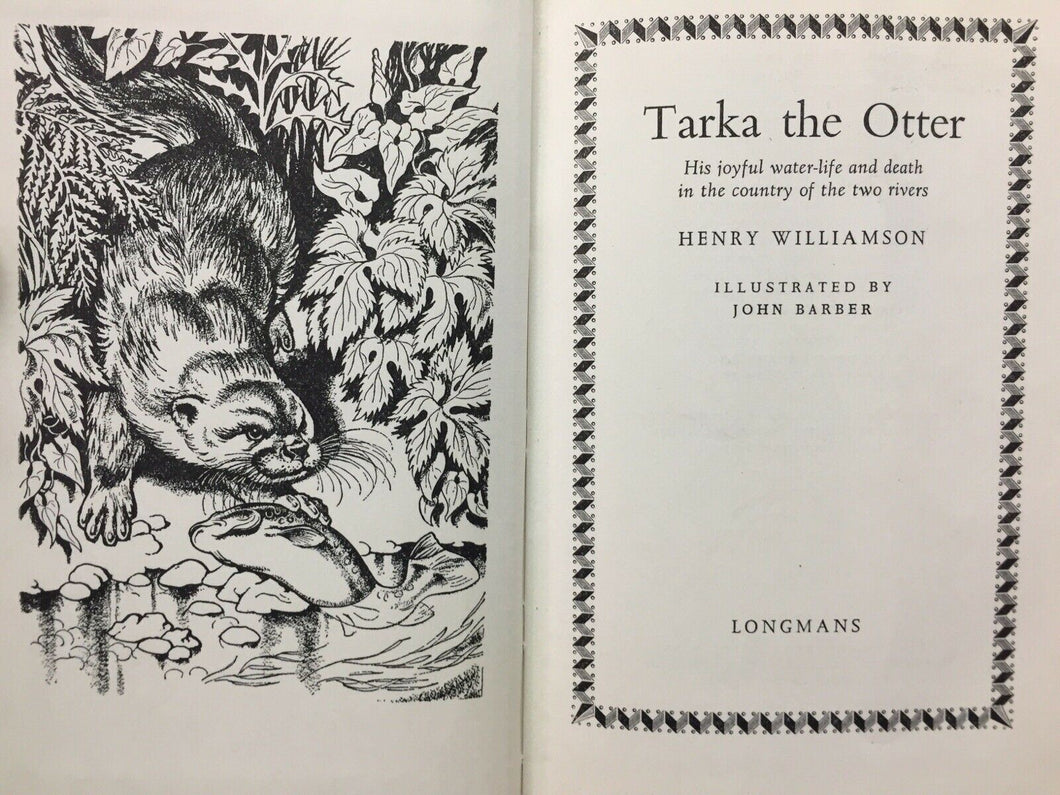 Tarka the Otter
His joyful water-life and death
in the country of the two rivers
HENRY WILLIAMSON
ILLUSTRATED BY
JOHN BARBER
LONGMANS